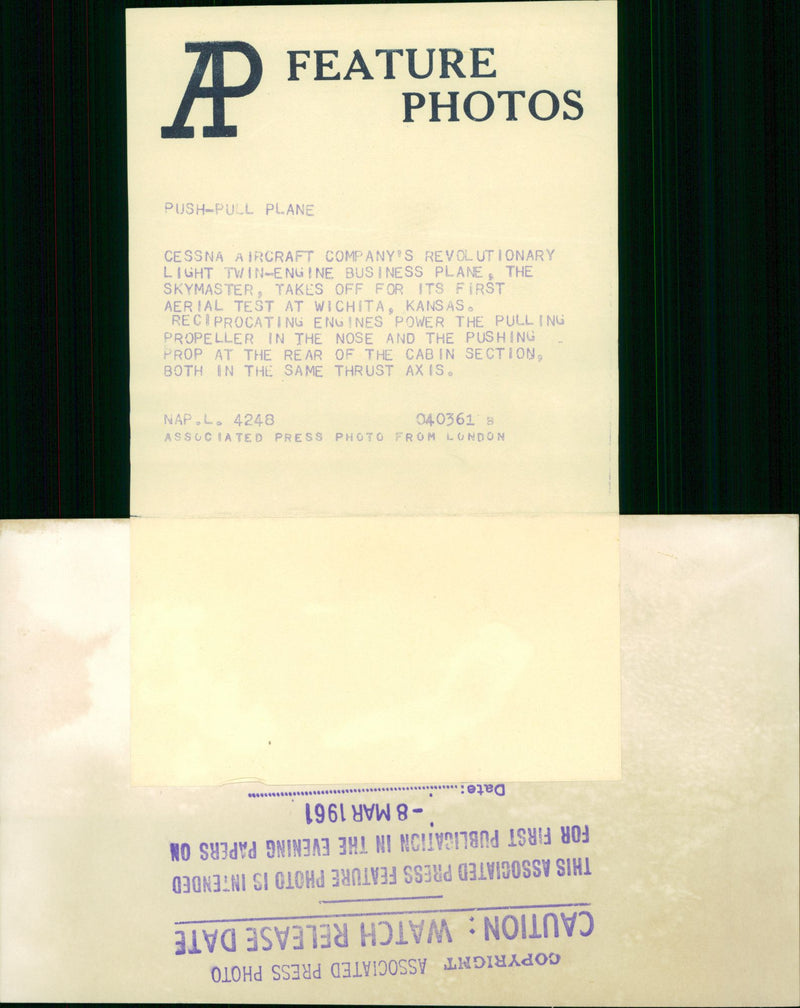 AP FEATURE
PHOTOS
PUSH-PULL PLANE
CESSNA AIRCRAFT COMPANY'S REVOLUTIONARY
LIGHT TWIN-ENGINE BUSINESS PLANE, THE
SKYMASTER, TAKES OFF FOR ITS FIRST
AERIAL TEST AT WICHITA, KANSAS.
RECIPROCATING ENGINES POWER THE PULLING
PROPELLER IN THE NOSE AND THE PUSHING
PROP AT THE REAR OF THE CABIN SECTION,
BOTH IN THE SAME THRUST AXIS.
NAP.L. 4248 040361 S
ASSOCIATED PRESS PHOTO FROM LONDON
COPYRIGHT ASSOCIATED PRESS PHOTO
CAUTION: WATCH RELEASE DATE
THIS ASSOCIATED PRESS FEATURE PHOTO IS INTENDED
FOR FIRST PUBLICATION IN THE EVENING PAPERS ON
-8 MAR 1961
Date: